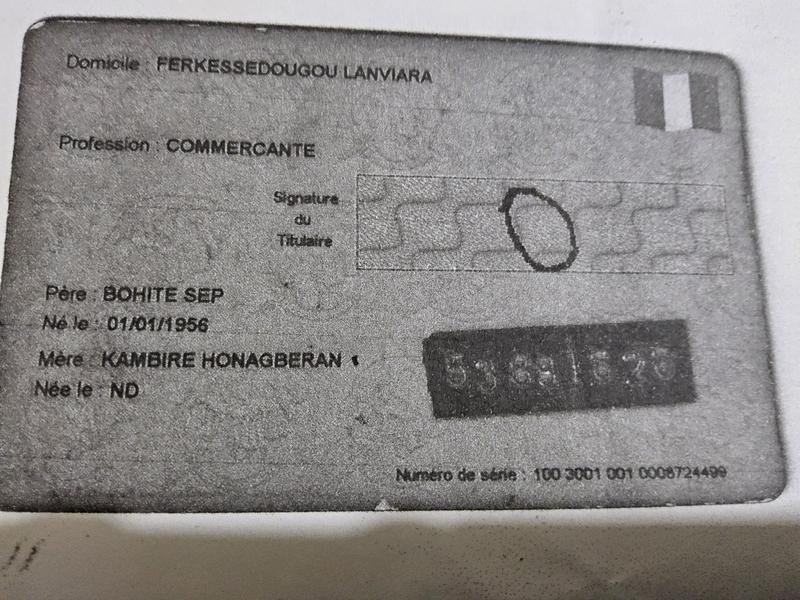 Domicile : FERKESSEDOUGOU LANVIARA
Profession : COMMERCANTE
Signature
du
Titulaire
Père : BOHITE SEP
Né le : 01/01/1956
Mère : KAMBIRE HONAGBERAN
Née le : ND
Numéro de série : 100 3001 001 0008724499